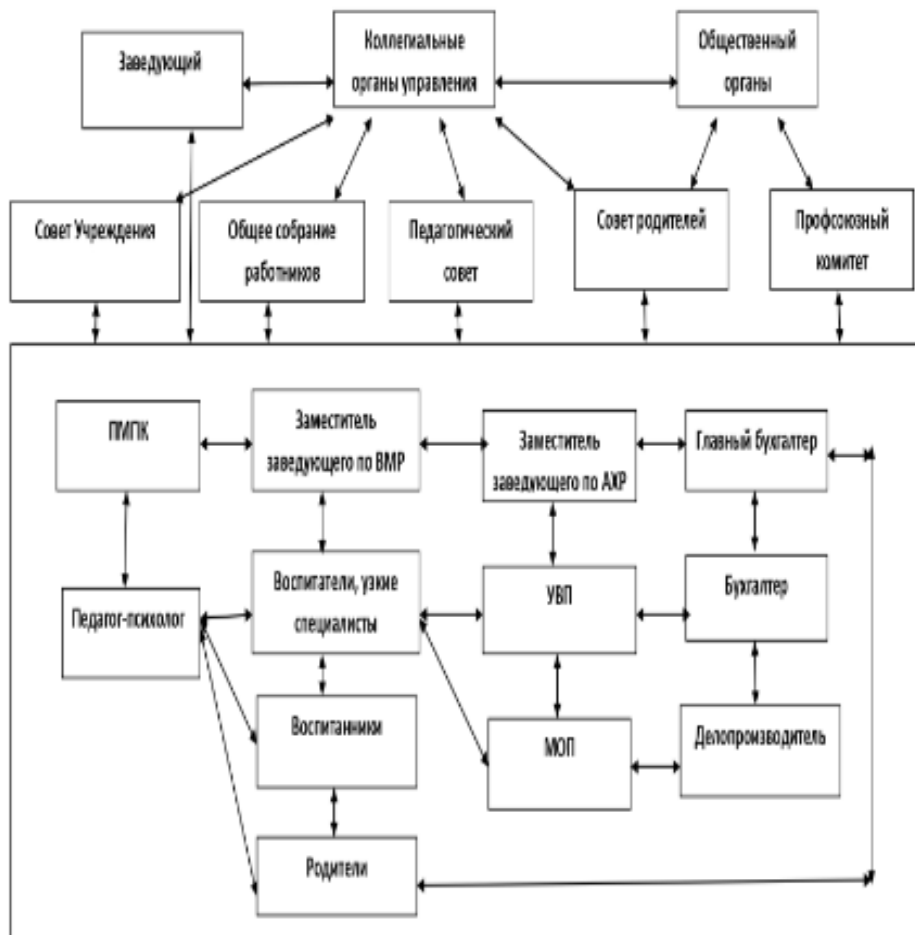 Заведующий
Коллегиальные
органы управления
Общественный
органы
Совет Учреждения
Общее собрание
работников
Педагогический
совет
Совет родителей
Профсоюзный
комитет
ПМПК
Заместитель
заведующего по ВМР
Заместитель
заведующего по АХР
Главный бухгалтер
Педагог-психолог
Воспитатели, узкие
специалисты
УВП
Бухгалтер
Воспитанники
МОП
Делопроизводитель
Родители